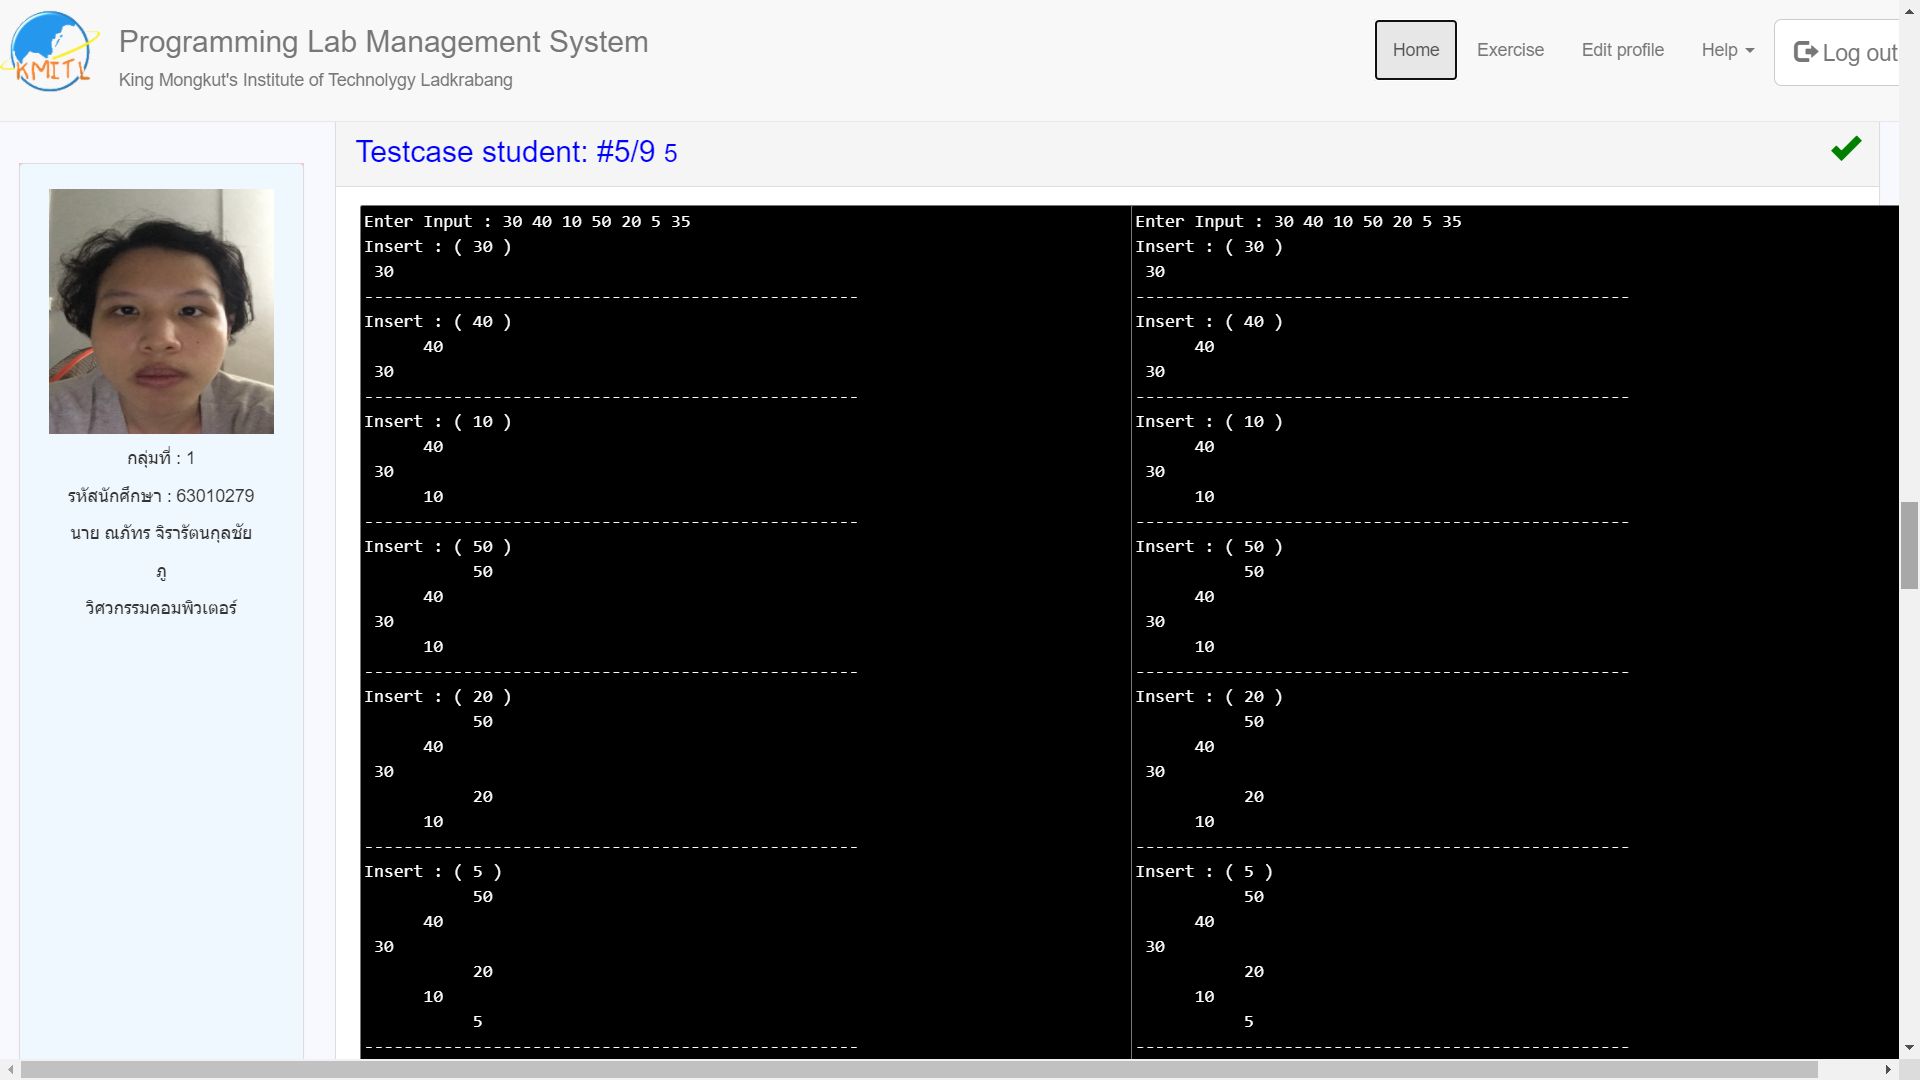 KMITL
Programming Lab Management System
King Mongkut's Institute of Technolygy Ladkrabang
Home
Exercise
Edit profile
Help
Log out
กลุ่มที่ : 1
รหัสนักศึกษา : 63010279
นาย ณภัทร จิรารัตนกุลชัย
ภู
วิศวกรรมคอมพิวเตอร์
Testcase student: #5/9 5
Enter Input : 30 40 10 50 20 5 35
Insert : ( 30 )
30
--------------------------------------------------
Insert : ( 40 )
40
30
--------------------------------------------------
Insert : ( 10 )
40
30
10
--------------------------------------------------
Insert : ( 50 )
50
40
30
10
--------------------------------------------------
Insert : ( 20 )
50
40
30
20
10
--------------------------------------------------
Insert : ( 5 )
50
40
30
20
10
5
--------------------------------------------------
Enter Input : 30 40 10 50 20 5 35
Insert : ( 30 )
30
--------------------------------------------------
Insert : ( 40 )
40
30
--------------------------------------------------
Insert : ( 10 )
40
30
10
--------------------------------------------------
Insert : ( 50 )
50
40
30
10
--------------------------------------------------
Insert : ( 20 )
50
40
30
20
10
--------------------------------------------------
Insert : ( 5 )
50
40
30
20
10
5
--------------------------------------------------